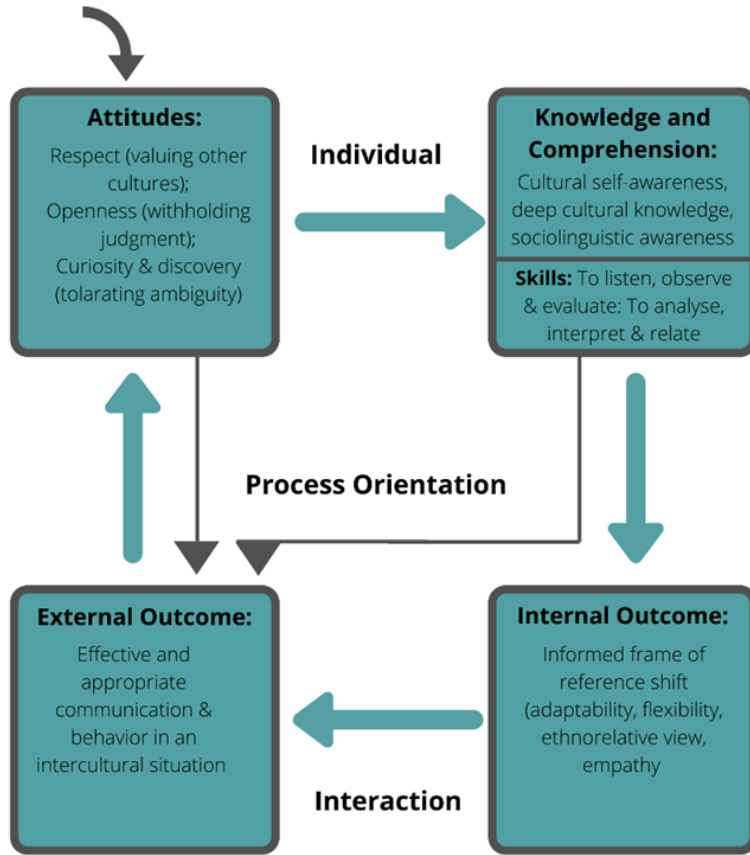 Attitudes:
Respect (valuing other
cultures);
Openness (withholding
judgment);
Curiosity & discovery
(tolarating ambiguity)
Individual
Knowledge and
Comprehension:
Cultural self-awareness,
deep cultural knowledge,
sociolinguistic awareness
Skills: To listen, observe
& evaluate: To analyse,
interpret & relate
Process Orientation
External Outcome:
Effective and
appropriate
communication &
behavior in an
intercultural situation
Internal Outcome:
Informed frame of
reference shift
(adaptability, flexibility,
ethnorelative view,
empathy
Interaction